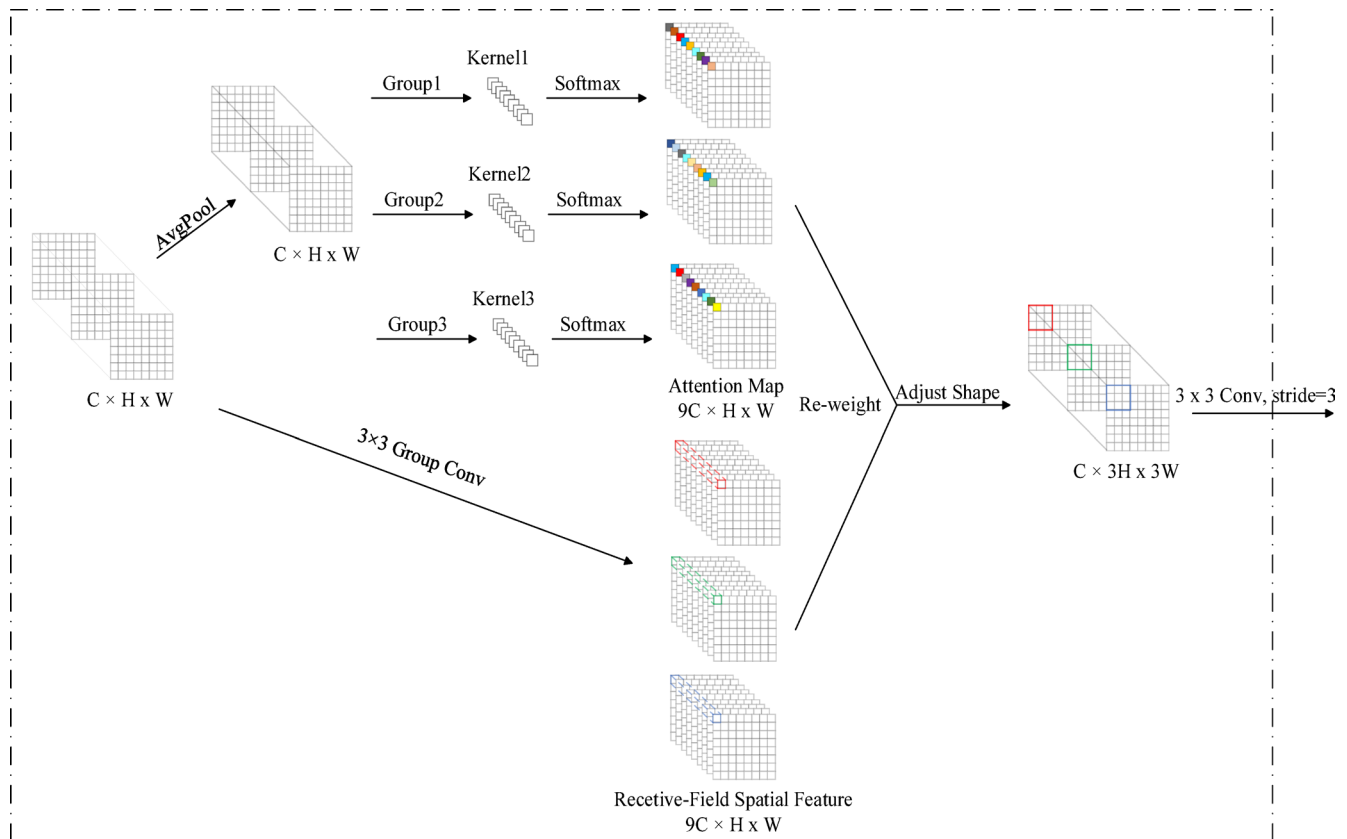 Kernel1
Group1
Softmax
AvgPool
C × H x W
Kernel2
Group2
Softmax
C × H x W
Kernel3
Group3
Softmax
Attention Map
9C × H x W
Re-weight
Adjust Shape
3 x 3 Conv, stride=3
C × 3H x 3W
3×3 Group Conv
Recetive-Field Spatial Feature
9C × H x W